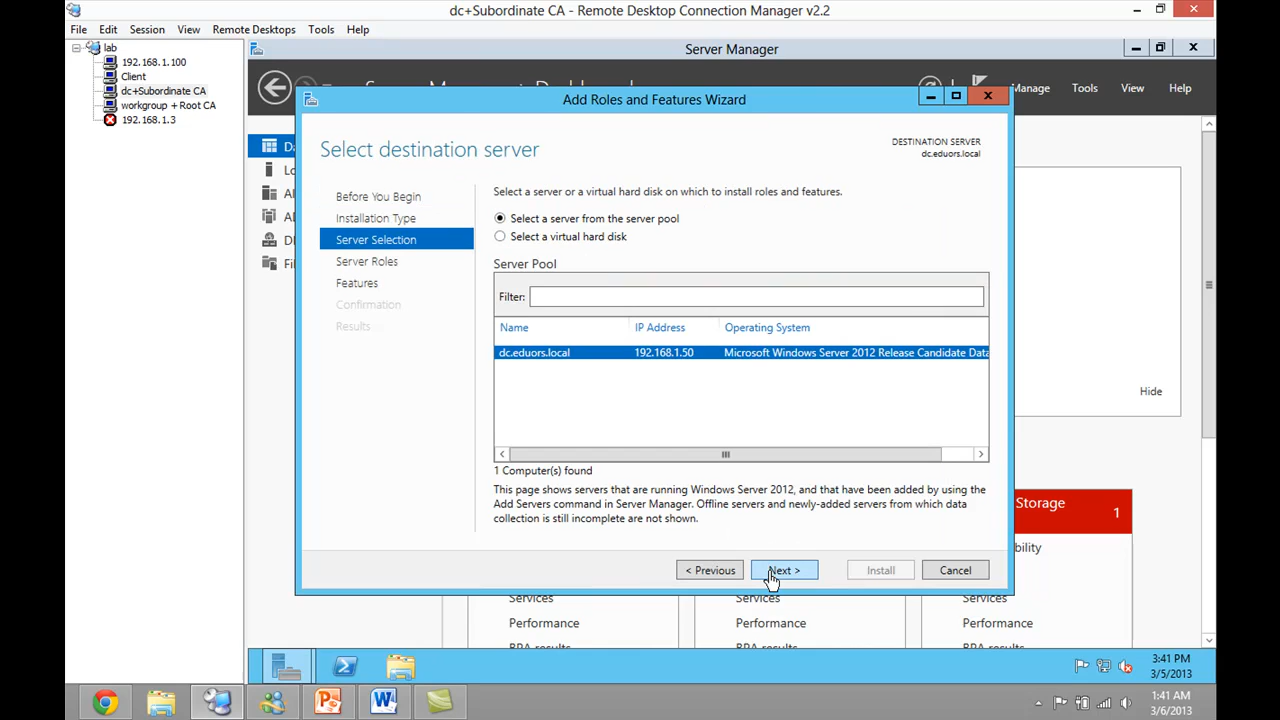 dc+Subordinate CA - Remote Desktop Connection Manager v2.2
File Edit Session View Remote Desktops Tools Help
lab
192.168.1.100
Client
dc+Subordinate CA
workgroup + Root CA
192.168.1.3
Server Manager
Manage Tools View Help
Add Roles and Features Wizard
Select destination server
DESTINATION SERVER
dc.eduors.local
Before You Begin
Installation Type
Server Selection
Server Roles
Features
Confirmation
Results
Select a server or a virtual hard disk on which to install roles and features.
Select a server from the server pool
Select a virtual hard disk
Server Pool
Filter:
Name IP Address Operating System
dc.eduors.local 192.168.1.50 Microsoft Windows Server 2012 Release Candidate Data
1 Computer(s) found
This page shows servers that are running Windows Server 2012, and that have been added by using the
Add Servers command in Server Manager. Offline servers and newly-added servers from which data
collection is still incomplete are not shown.
< Previous Next > Install Cancel
Hide
Storage 1
bility
Services Services Services
Performance Performance Performance
BPA results BPA results BPA results
3:41 PM
3/5/2013
1:41 AM
3/6/2013